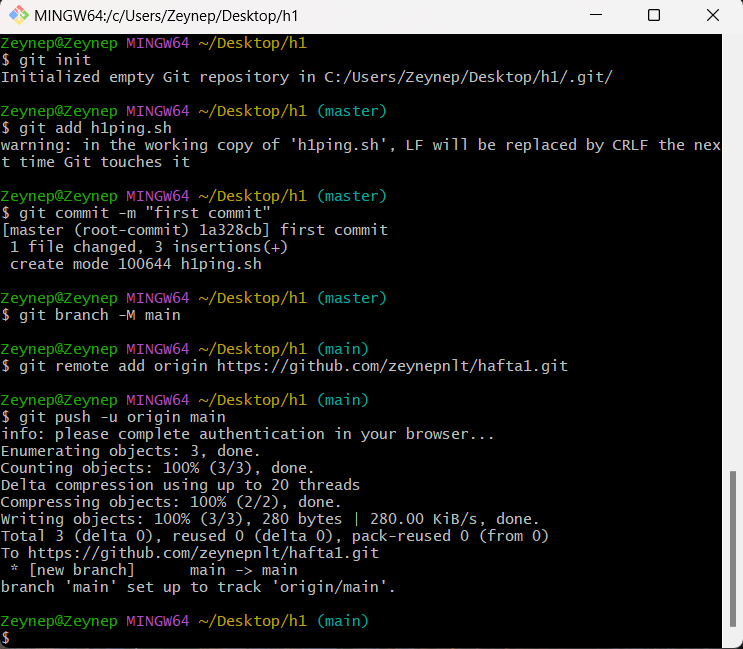 MINGW64:/c/Users/Zeynep/Desktop/h1
Zeynep@Zeynep MINGW64 ~/Desktop/h1
$ git init
Initialized empty Git repository in C:/Users/Zeynep/Desktop/h1/.git/
Zeynep@Zeynep MINGW64 ~/Desktop/h1 (master)
$ git add h1ping.sh
warning: in the working copy of 'h1ping.sh', LF will be replaced by CRLF the nex
t time Git touches it
Zeynep@Zeynep MINGW64 ~/Desktop/h1 (master)
$ git commit -m "first commit"
[master (root-commit) 1a328cb] first commit
 1 file changed, 3 insertions(+)
 create mode 100644 h1ping.sh
Zeynep@Zeynep MINGW64 ~/Desktop/h1 (master)
$ git branch -M main
Zeynep@Zeynep MINGW64 ~/Desktop/h1 (main)
$ git remote add origin https://github.com/zeynepnlt/hafta1.git
Zeynep@Zeynep MINGW64 ~/Desktop/h1 (main)
$ git push -u origin main
info: please complete authentication in your browser...
Enumerating objects: 3, done.
Counting objects: 100% (3/3), done.
Delta compression using up to 20 threads
Compressing objects: 100% (2/2), done.
Writing objects: 100% (3/3), 280 bytes | 280.00 KiB/s, done.
Total 3 (delta 0), reused 0 (delta 0), pack-reused 0 (from 0)
To https://github.com/zeynepnlt/hafta1.git
 * [new branch]      main -> main
branch 'main' set up to track 'origin/main'.
Zeynep@Zeynep MINGW64 ~/Desktop/h1 (main)
$